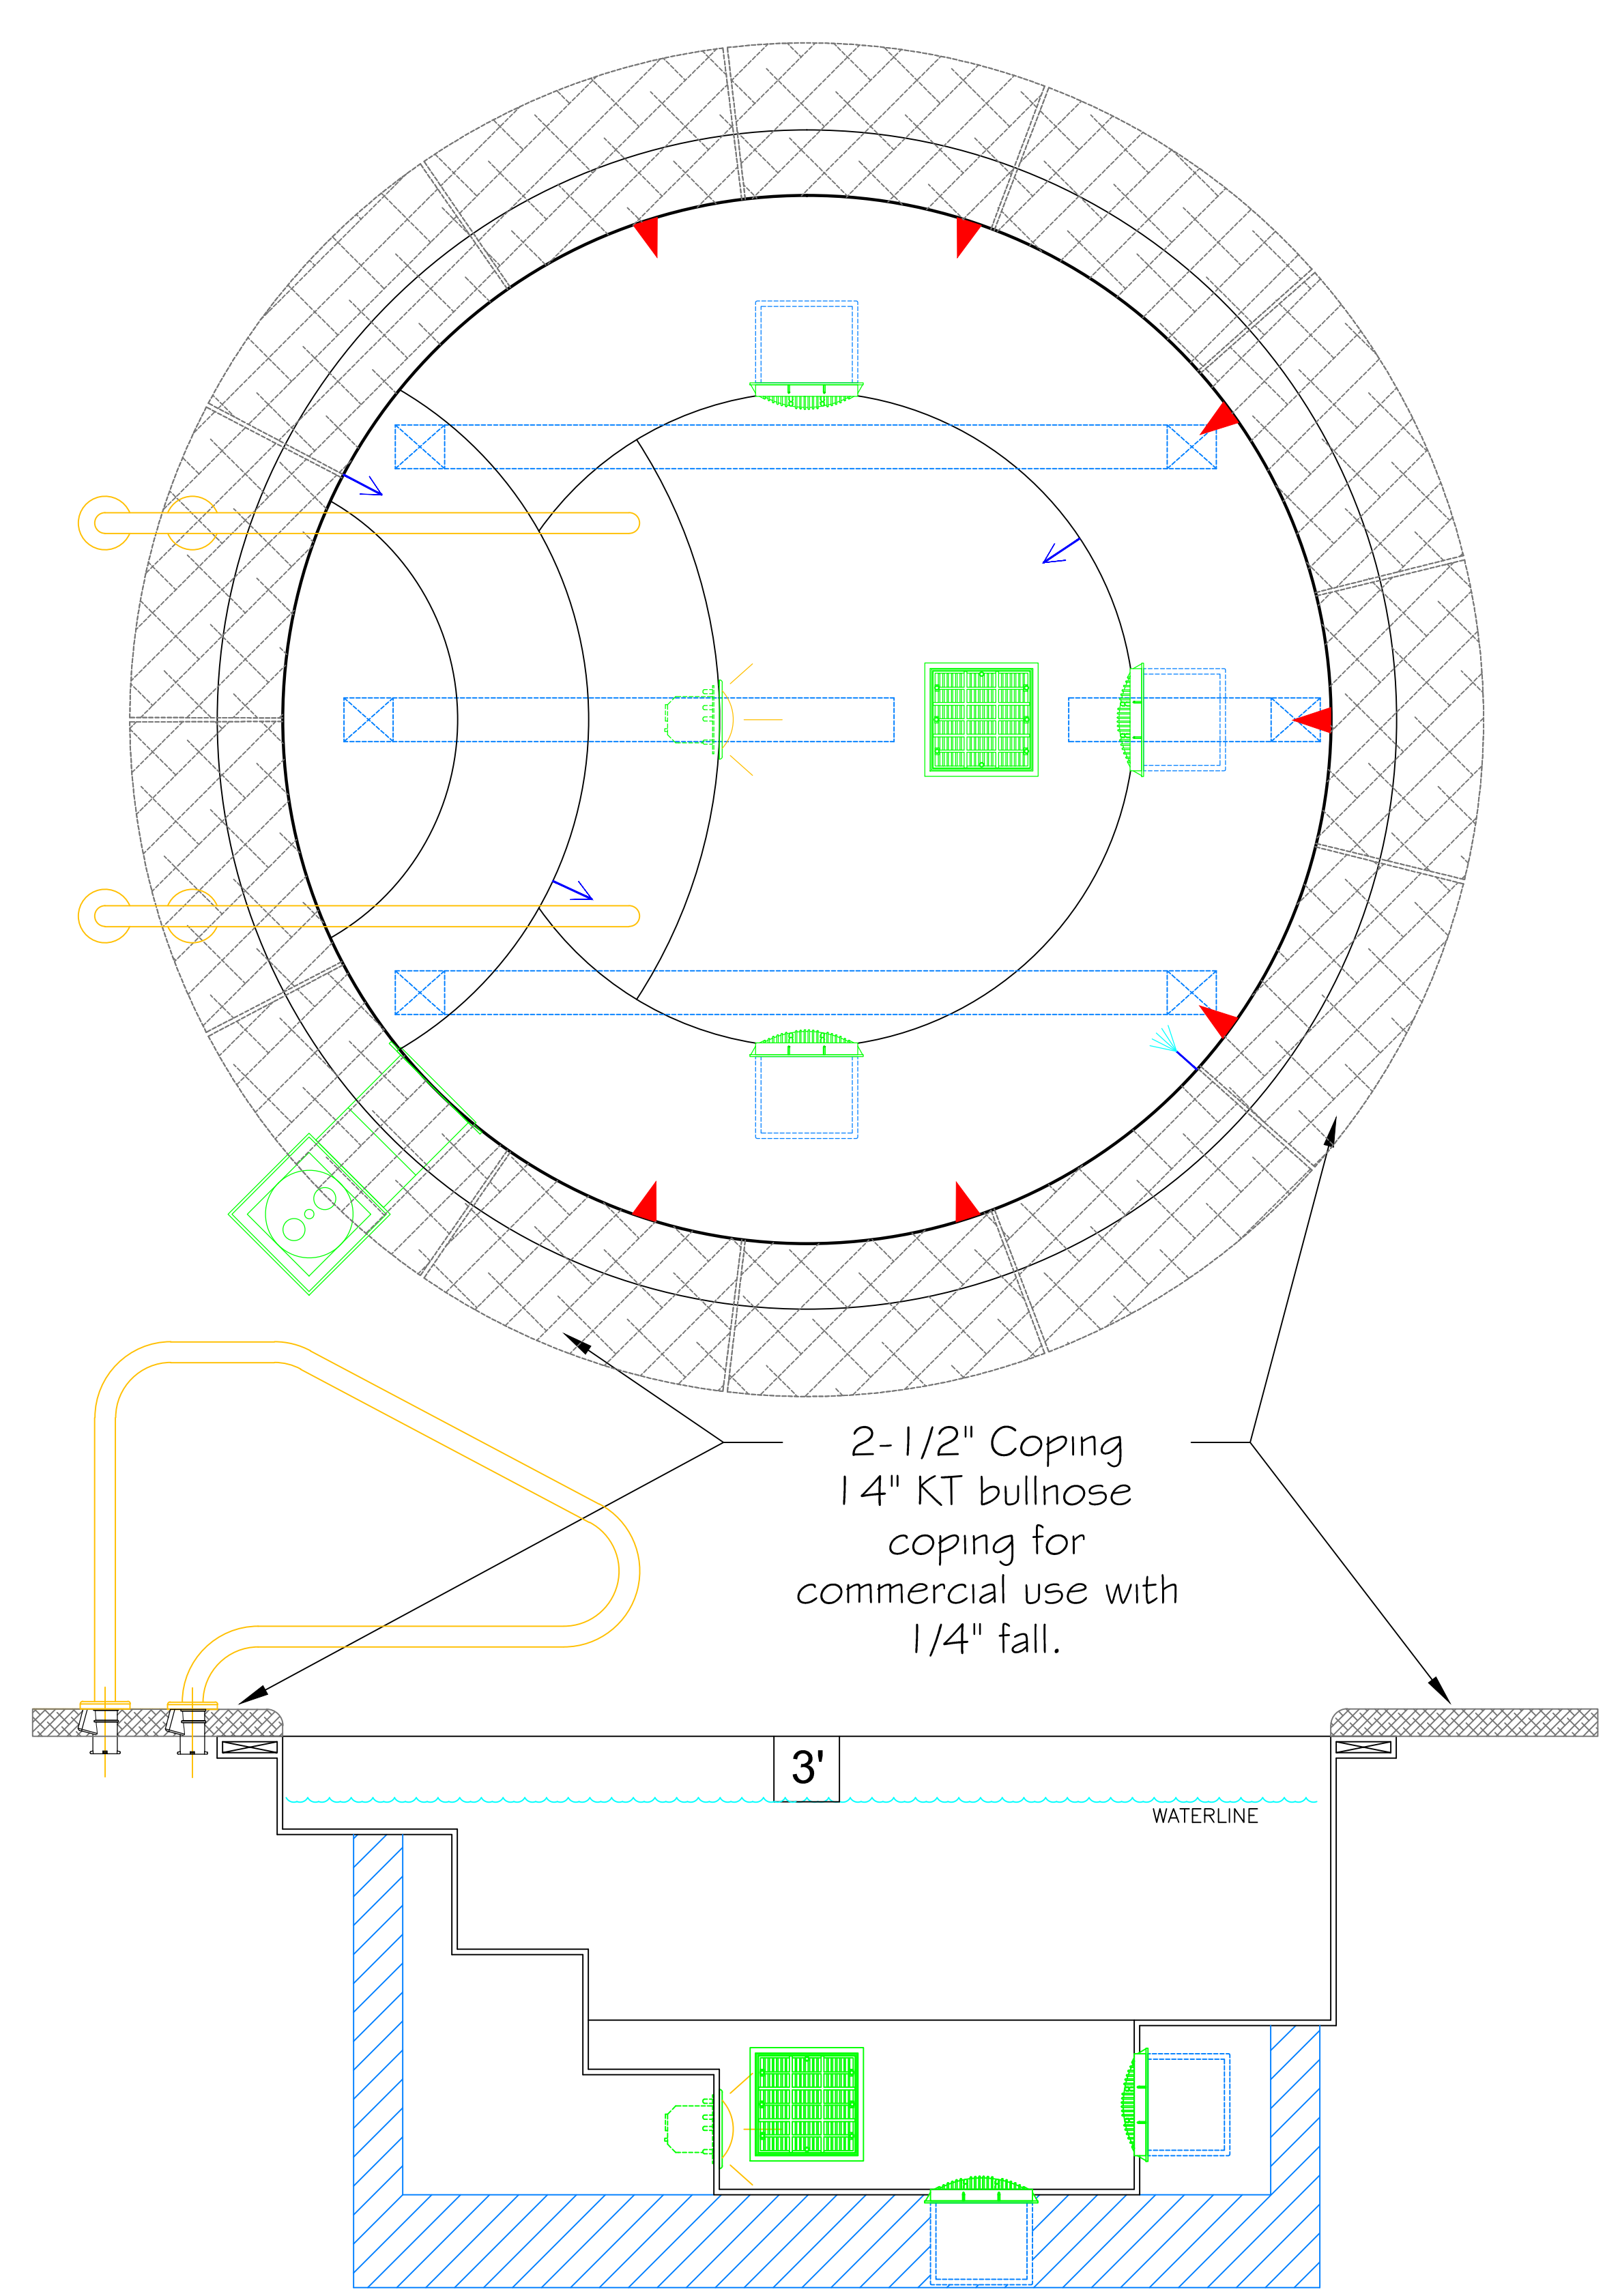 2-1/2" Coping
14" KT bullnose
coping for
commercial use with
1/4" fall.
3'
WATERLINE